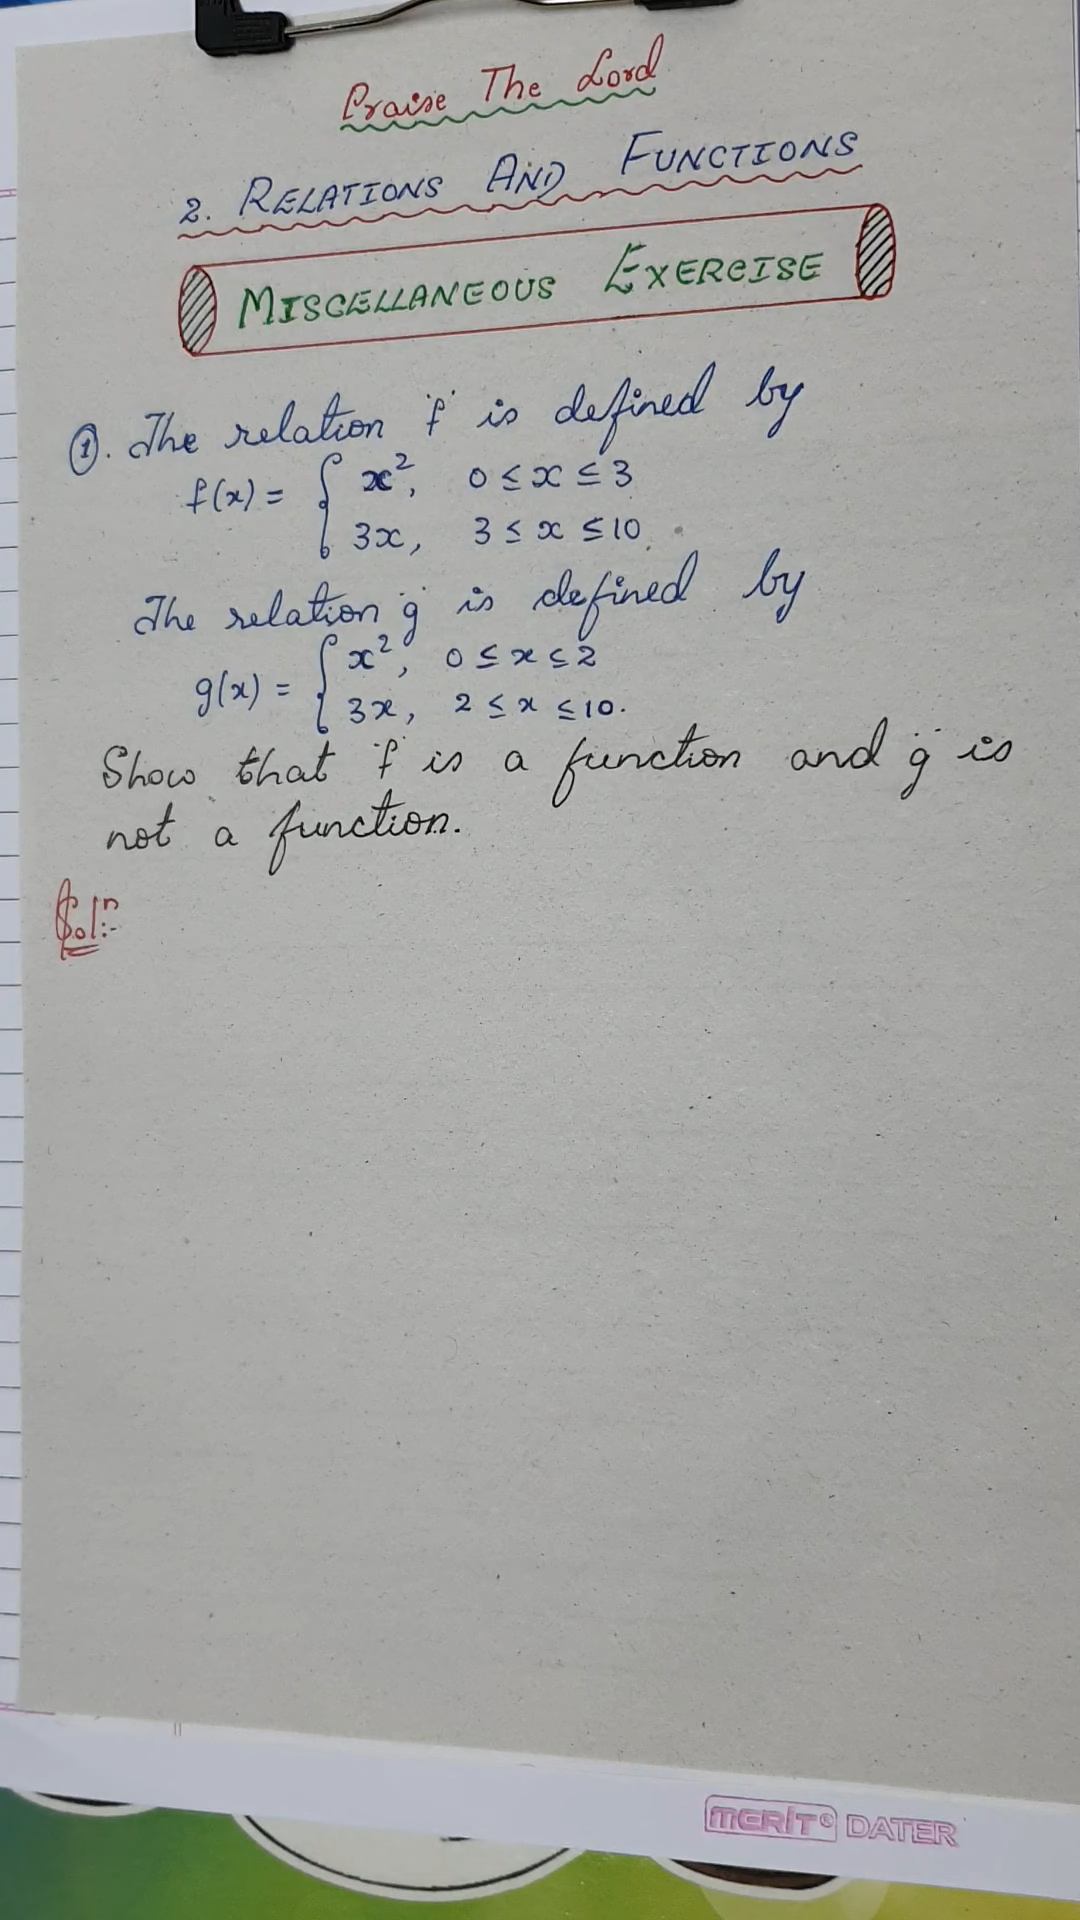 Praise The Lord
2. RELATIONS AND FUNCTIONS
MISCELLANEOUS EXERCISE
①. The relation 'f' is defined by
f(x) = { x², 0 ≤ x ≤ 3
3x, 3 ≤ x ≤ 10.
The relation 'g' is defined by
g(x) = { x², 0 ≤ x ≤ 2
3x, 2 ≤ x ≤ 10.
Show that 'f' is a function and 'g' is
not a function.
Solⁿ:-
merit® DATER